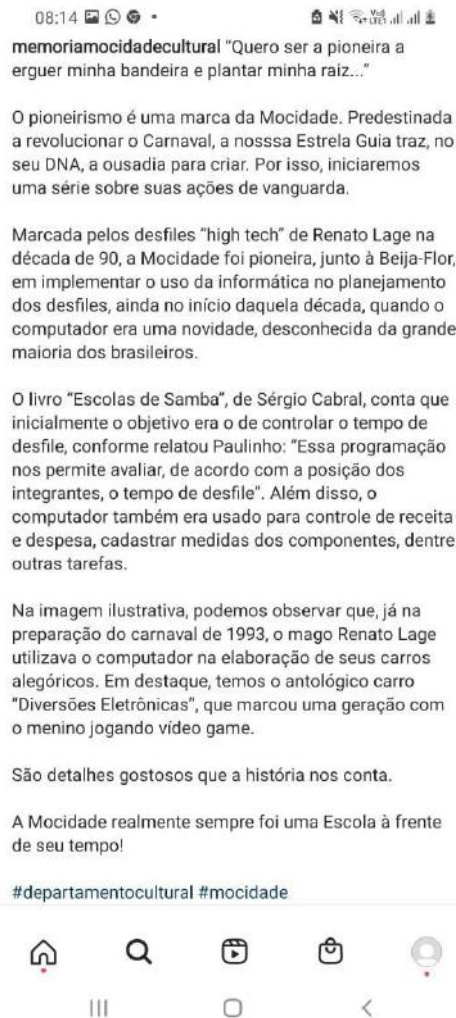 08:14
memoriamocidadecultural “Quero ser a pioneira a
erguer minha bandeira e plantar minha raiz...”
O pioneirismo é uma marca da Mocidade. Predestinada
a revolucionar o Carnaval, a nosssa Estrela Guia traz, no
seu DNA, a ousadia para criar. Por isso, iniciaremos
uma série sobre suas ações de vanguarda.
Marcada pelos desfiles “high tech” de Renato Lage na
década de 90, a Mocidade foi pioneira, junto à Beija-Flor,
em implementar o uso da informática no planejamento
dos desfiles, ainda no início daquela década, quando o
computador era uma novidade, desconhecida da grande
maioria dos brasileiros.
O livro “Escolas de Samba”, de Sérgio Cabral, conta que
inicialmente o objetivo era o de controlar o tempo de
desfile, conforme relatou Paulinho: “Essa programação
nos permite avaliar, de acordo com a posição dos
integrantes, o tempo de desfile”. Além disso, o
computador também era usado para controle de receita
e despesa, cadastrar medidas dos componentes, dentre
outras tarefas.
Na imagem ilustrativa, podemos observar que, já na
preparação do carnaval de 1993, o mago Renato Lage
utilizava o computador na elaboração de seus carros
alegóricos. Em destaque, temos o antológico carro
“Diversões Eletrônicas”, que marcou uma geração com
o menino jogando vídeo game.
São detalhes gostosos que a história nos conta.
A Mocidade realmente sempre foi uma Escola à frente
de seu tempo!
#departamentocultural #mocidade